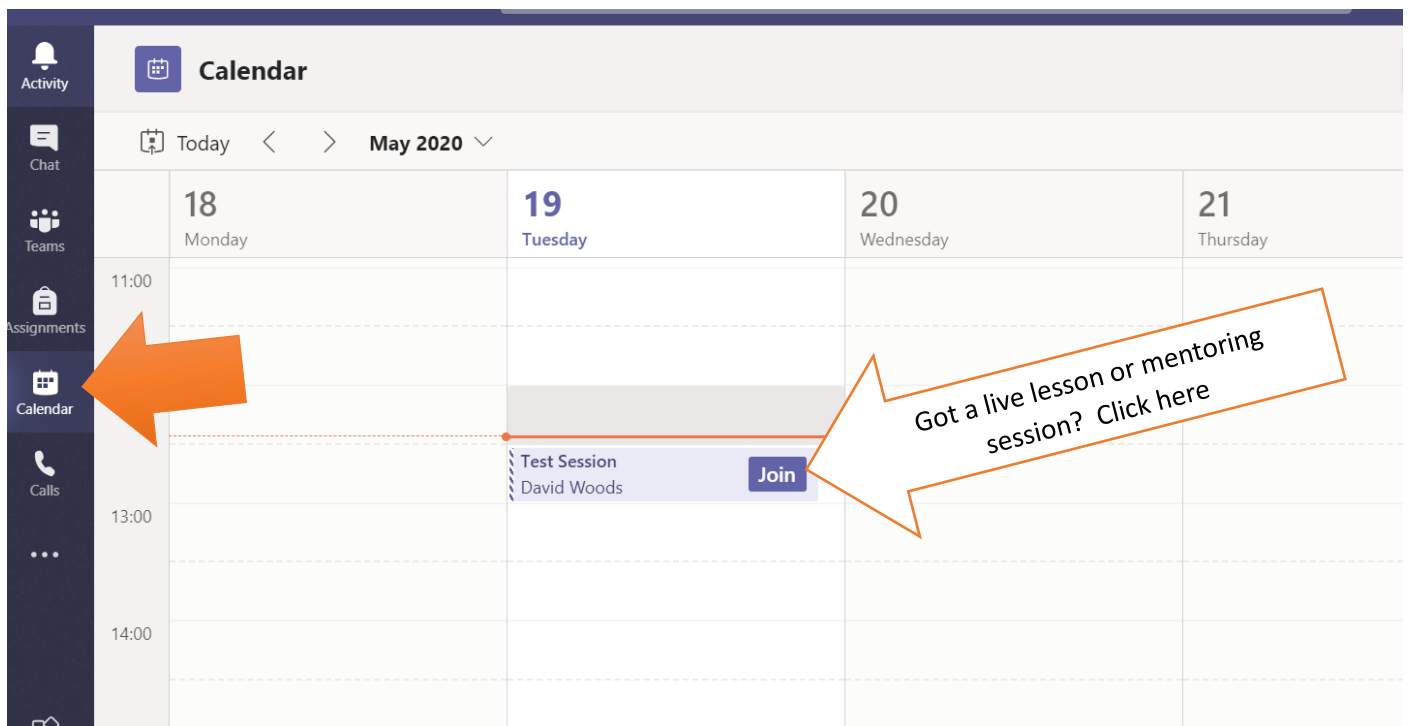 Activity
Chat
Teams
Assignments
Calendar
Calls
Calendar
Today
May 2020
18
Monday
19
Tuesday
20
Wednesday
21
Thursday
11:00
13:00
14:00
Test Session
David Woods
Join
Got a live lesson or mentoring
session?  Click here